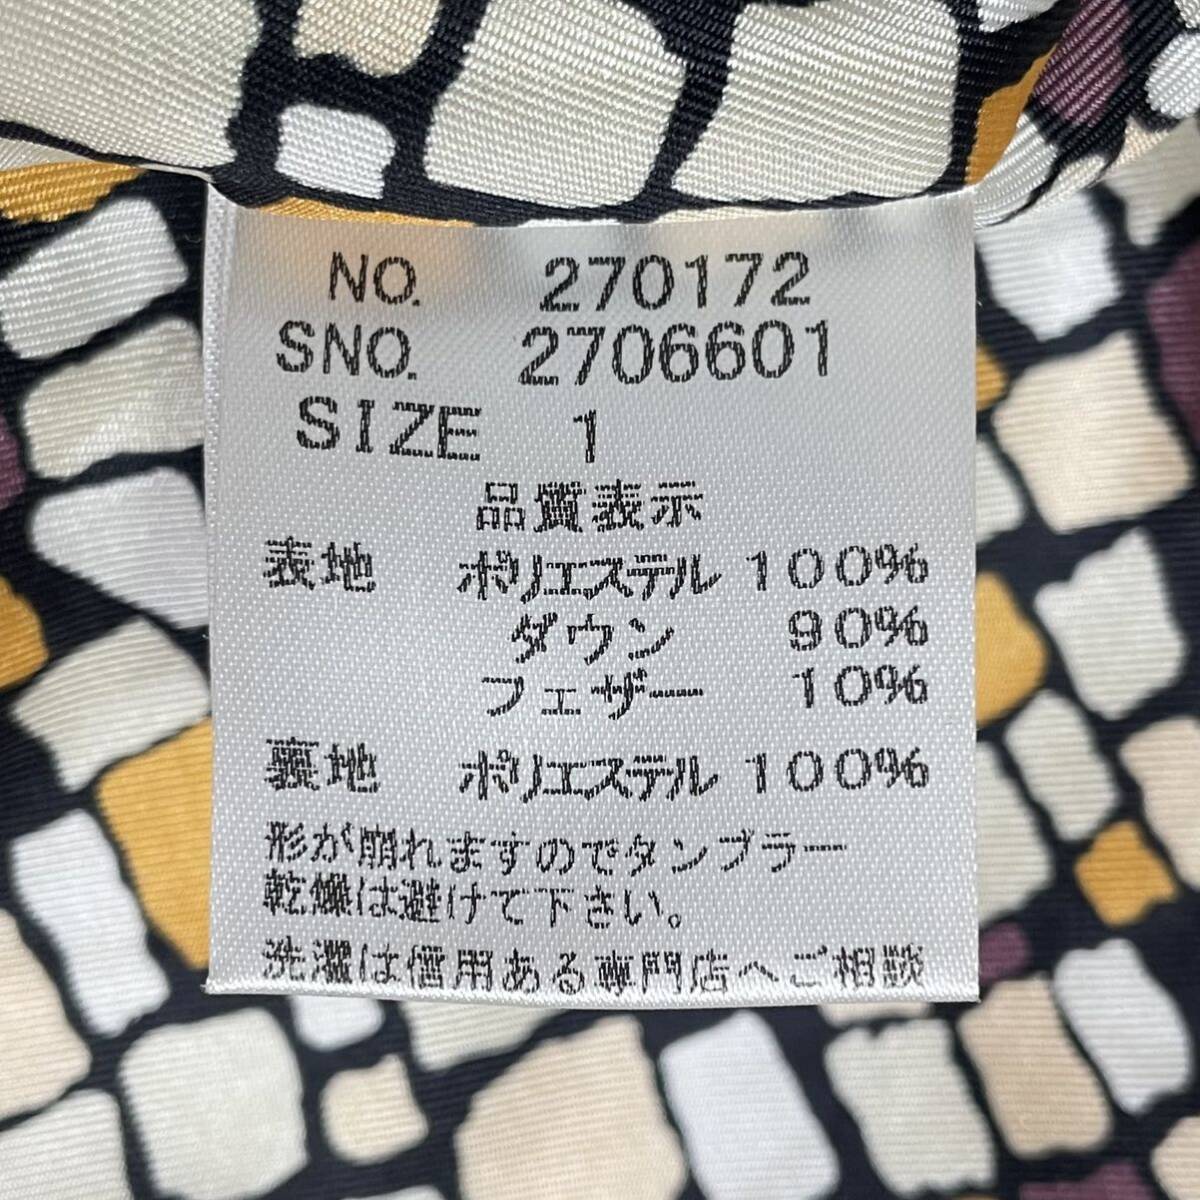 NO. 270172
SNO. 2706601
SIZE 1
品質表示
表地 ポリエステル 100%
ダウン 90%
フェザー 10%
裏地 ポリエステル 100%
形が崩れますのでタンブラー
乾燥は避けて下さい。
洗濯は信用ある専門店へご相談